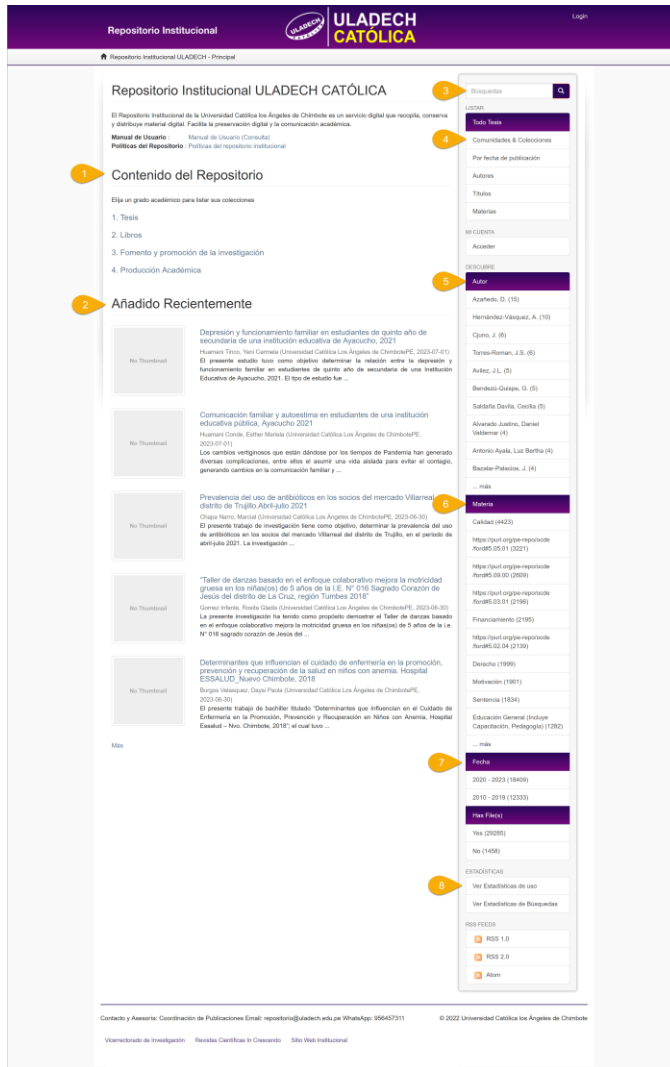 Login
Repositorio Institucional
ULADECH CATÓLICA
ULADECH
CATÓLICA
Repositorio Institucional ULADECH - Principal
Repositorio Institucional ULADECH CATÓLICA
El Repositorio Institucional de la Universidad Católica los Ángeles de Chimbote es un servicio digital que recopila, conserva
y distribuye material digital. Facilita la preservación digital y la comunicación académica.
Manual de Usuario : Manual de Usuario (Consulta)
Políticas del Repositorio : Políticas del repositorio institucional
1
Contenido del Repositorio
Elija un grado académico para listar sus colecciones
1. Tesis
2. Libros
3. Fomento y promoción de la investigación
4. Producción Académica
2
Añadido Recientemente
No Thumbnail
Depresión y funcionamiento familiar en estudiantes de quinto año de
secundaria de una institución educativa de Ayacucho, 2021
Huamani Tinco, Yeni Carmela (Universidad Católica Los Ángeles de ChimbotePE, 2023-07-01)
El presente estudio tuvo como objetivo determinar la relación entre la depresión y
funcionamiento familiar en estudiantes de quinto año de secundaria de una Institución
Educativa de Ayacucho, 2021. El tipo de estudio fue ...
No Thumbnail
Comunicación familiar y autoestima en estudiantes de una institución
educativa pública, Ayacucho 2021
Huamani Conde, Esther Mariela (Universidad Católica Los Ángeles de ChimbotePE,
2023-07-01)
Los cambios vertiginosos que están dándose por los tiempos de Pandemia han generado
diversas complicaciones, entre ellos el asumir una vida aislada para evitar el contagio,
generando cambios en la comunicación familiar y ...
No Thumbnail
Prevalencia del uso de antibióticos en los socios del mercado Villarreal
distrito de Trujillo.Abril-julio 2021
Chapa Narro, Marcial (Universidad Católica Los Ángeles de ChimbotePE, 2023-06-30)
El presente trabajo de investigación tiene como objetivo, determinar la prevalencia del uso
de antibióticos en los socios del mercado Villarreal del distrito de Trujillo, en el periodo de
abril-julio 2021. La investigación ...
No Thumbnail
"Taller de danzas basado en el enfoque colaborativo mejora la motricidad
gruesa en los niñas(os) de 5 años de la I.E. N° 016 Sagrado Corazón de
Jesús del distrito de La Cruz, región Tumbes 2018"
Gomez Infante, Rosita Gladis (Universidad Católica Los Ángeles de ChimbotePE, 2023-06-30)
La presente investigación ha tenido como propósito demostrar el Taller de danzas basado
en el enfoque colaborativo mejora la motricidad gruesa en los niñas(as) de 5 años de la i.e.
N° 016 sagrado corazón de Jesús del ...
No Thumbnail
Determinantes que influencian el cuidado de enfermería en la promoción,
prevención y recuperación de la salud en niños con anemia. Hospital
ESSALUD_Nuevo Chimbote, 2018
Burgos Velasquez, Daysi Paola (Universidad Católica Los Ángeles de ChimbotePE,
2023-06-30)
El presente trabajo de bachiller titulado "Determinantes que Influencian en el Cuidado de
Enfermería en la Promoción, Prevención y Recuperación en Niños con Anemia, Hospital
Essalud – Nvo. Chimbote, 2018"; el cual tuvo ...
Más
3
Búsquedas
LISTAR
Todo Tesis
4
Comunidades & Colecciones
Por fecha de publicación
Autores
Títulos
Materias
MI CUENTA
Acceder
DESCUBRE
5
Autor
Azañedo, D. (15)
Hernández-Vásquez, A. (10)
Cjuno, J. (6)
Torres-Roman, J.S. (6)
Avilez, J.L. (5)
Bendezú-Quispe, G. (5)
Saldaña Davila, Cecilia (5)
Alvarado Justino, Daniel
Valdemar (4)
Antonio Ayala, Luz Bertha (4)
Bazalar-Palacios, J. (4)
... más
6
Materia
Calidad (4423)
https://purl.org/pe-repo/ocde
/ford#5.05.01 (3221)
https://purl.org/pe-repo/ocde
/ford#5.09.00 (2609)
https://purl.org/pe-repo/ocde
/ford#5.03.01 (2196)
Financiamiento (2195)
https://purl.org/pe-repo/ocde
/ford#5.02.04 (2139)
Derecho (1999)
Motivación (1901)
Sentencia (1834)
Educación General (Incluye
Capacitación, Pedagogía) (1282)
... más
7
Fecha
2020 - 2023 (18409)
2010 - 2019 (12333)
Has File(s)
Yes (29285)
No (1458)
ESTADÍSTICAS
8
Ver Estadísticas de uso
Ver Estadísticas de Búsquedas
RSS FEEDS
RSS 1.0
RSS 2.0
Atom
Contacto y Asesoría: Coordinación de Publicaciones Email: repositorio@uladech.edu.pe WhatsApp: 956457311
© 2022 Universidad Católica los Ángeles de Chimbote
Vicerrectorado de Investigación Revistas Científicas In Crescendo Sitio Web Institucional